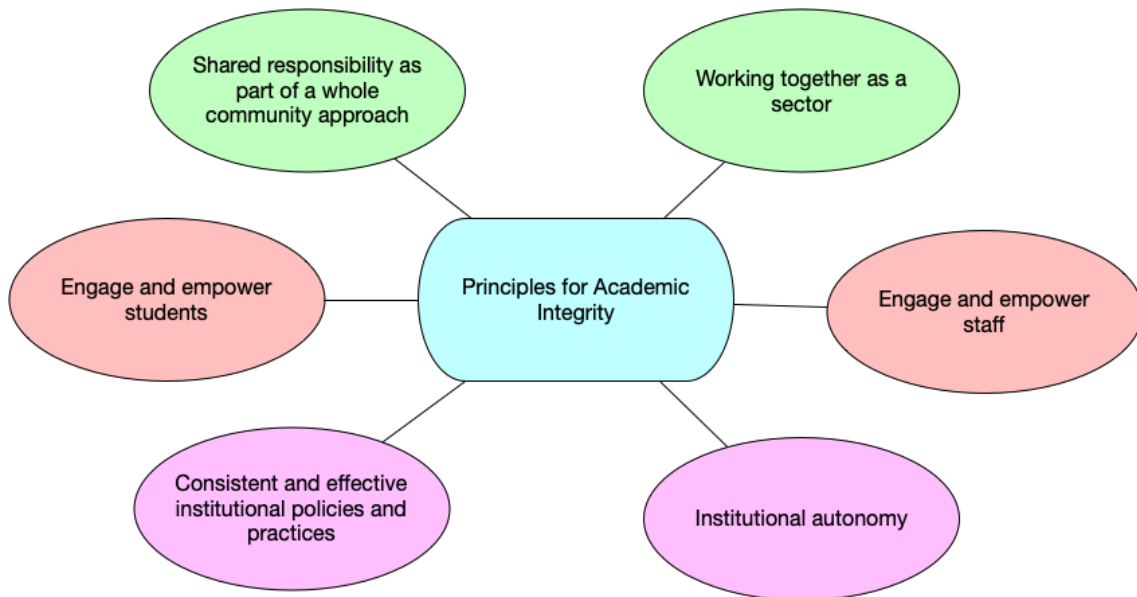 Shared responsibility as
part of a whole
community approach
Working together as a
sector
Engage and empower
students
Principles for Academic
Integrity
Engage and empower
staff
Consistent and effective
institutional policies and
practices
Institutional autonomy